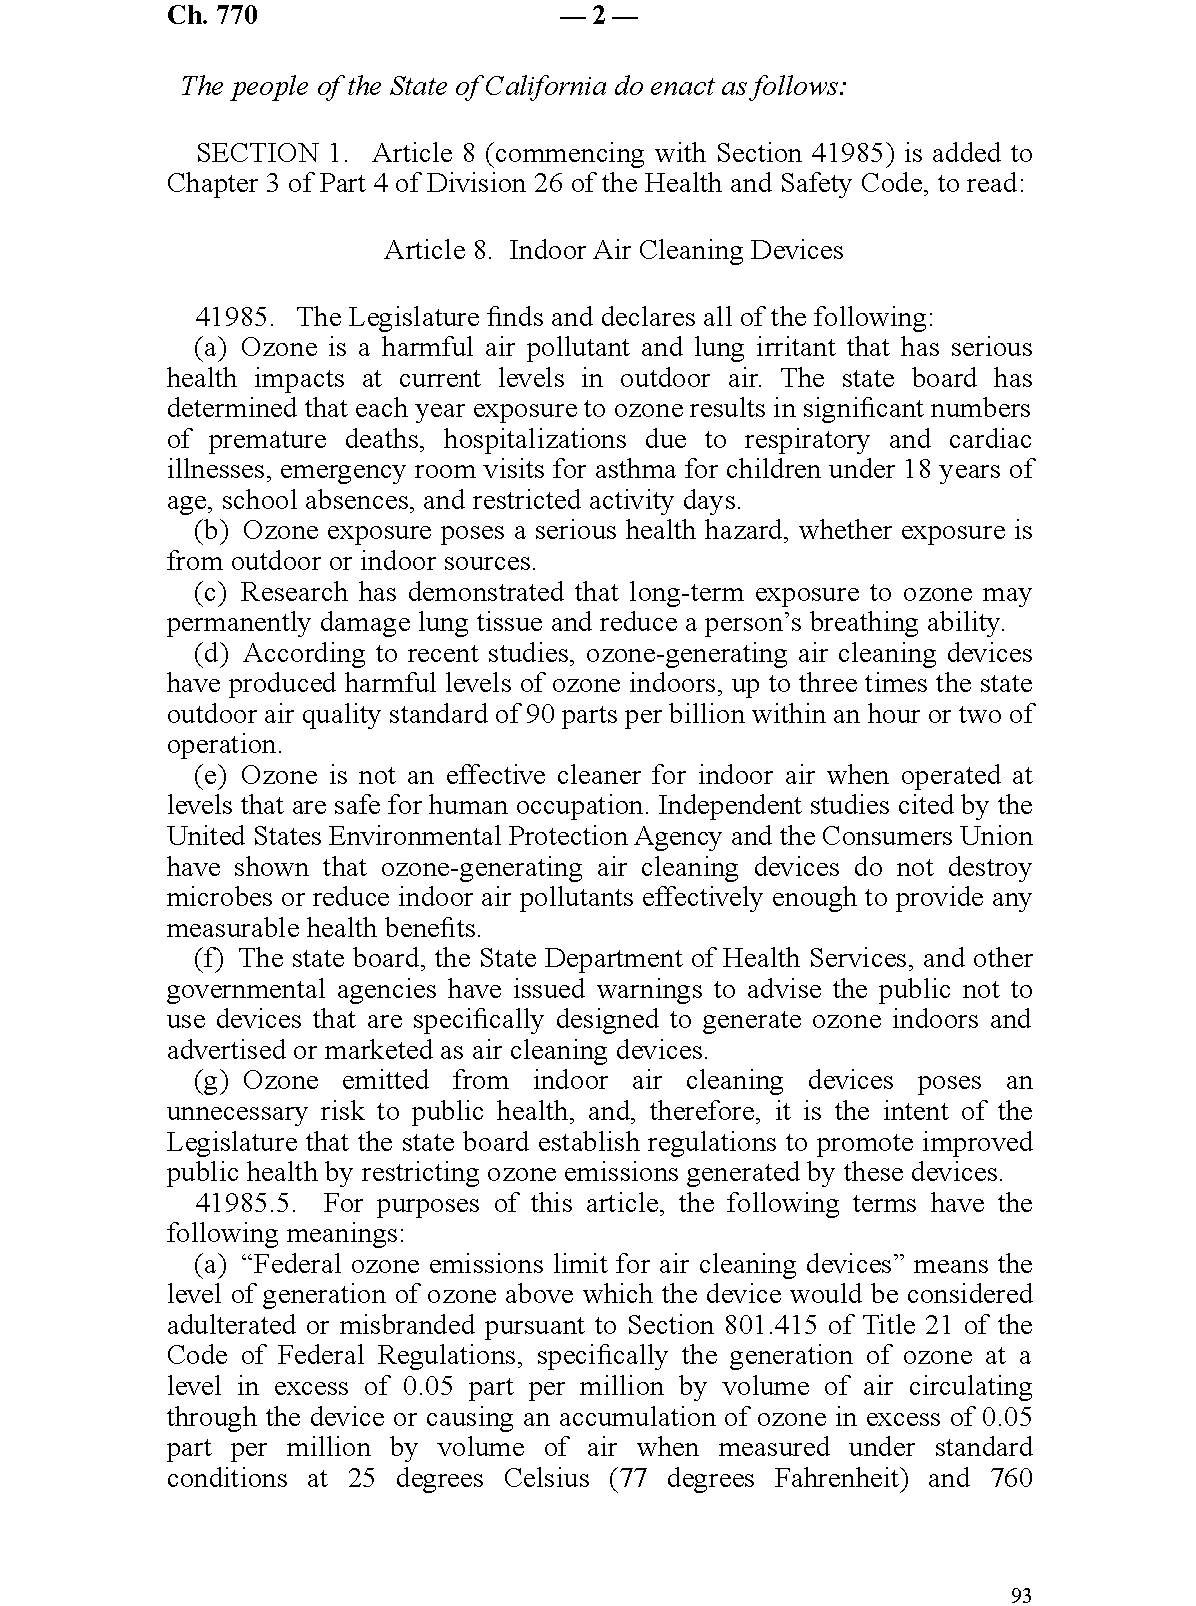 Ch. 770
— 2 —
The people of the State of California do enact as follows:
SECTION 1. Article 8 (commencing with Section 41985) is added to
Chapter 3 of Part 4 of Division 26 of the Health and Safety Code, to read:
Article 8. Indoor Air Cleaning Devices
41985. The Legislature finds and declares all of the following:
(a) Ozone is a harmful air pollutant and lung irritant that has serious
health impacts at current levels in outdoor air. The state board has
determined that each year exposure to ozone results in significant numbers
of premature deaths, hospitalizations due to respiratory and cardiac
illnesses, emergency room visits for asthma for children under 18 years of
age, school absences, and restricted activity days.
(b) Ozone exposure poses a serious health hazard, whether exposure is
from outdoor or indoor sources.
(c) Research has demonstrated that long-term exposure to ozone may
permanently damage lung tissue and reduce a person’s breathing ability.
(d) According to recent studies, ozone-generating air cleaning devices
have produced harmful levels of ozone indoors, up to three times the state
outdoor air quality standard of 90 parts per billion within an hour or two of
operation.
(e) Ozone is not an effective cleaner for indoor air when operated at
levels that are safe for human occupation. Independent studies cited by the
United States Environmental Protection Agency and the Consumers Union
have shown that ozone-generating air cleaning devices do not destroy
microbes or reduce indoor air pollutants effectively enough to provide any
measurable health benefits.
(f) The state board, the State Department of Health Services, and other
governmental agencies have issued warnings to advise the public not to
use devices that are specifically designed to generate ozone indoors and
advertised or marketed as air cleaning devices.
(g) Ozone emitted from indoor air cleaning devices poses an
unnecessary risk to public health, and, therefore, it is the intent of the
Legislature that the state board establish regulations to promote improved
public health by restricting ozone emissions generated by these devices.
41985.5. For purposes of this article, the following terms have the
following meanings:
(a) “Federal ozone emissions limit for air cleaning devices” means the
level of generation of ozone above which the device would be considered
adulterated or misbranded pursuant to Section 801.415 of Title 21 of the
Code of Federal Regulations, specifically the generation of ozone at a
level in excess of 0.05 part per million by volume of air circulating
through the device or causing an accumulation of ozone in excess of 0.05
part per million by volume of air when measured under standard
conditions at 25 degrees Celsius (77 degrees Fahrenheit) and 760
93